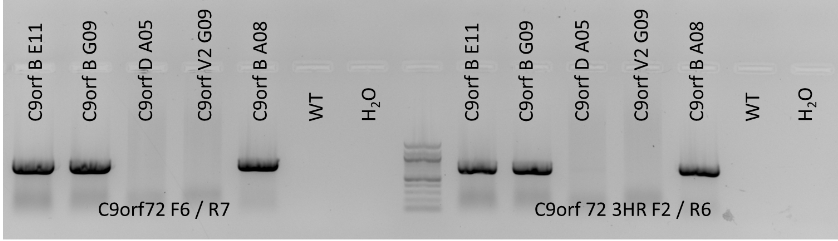 C9orf B E11
C9orf B G09
C9orf D A05
C9orf V2 G09
C9orf B A08
WT
H₂O
C9orf B E11
C9orf B G09
C9orf D A05
C9orf V2 G09
C9orf B A08
WT
H₂O
C9orf72 F6 / R7
C9orf 72 3HR F2 / R6